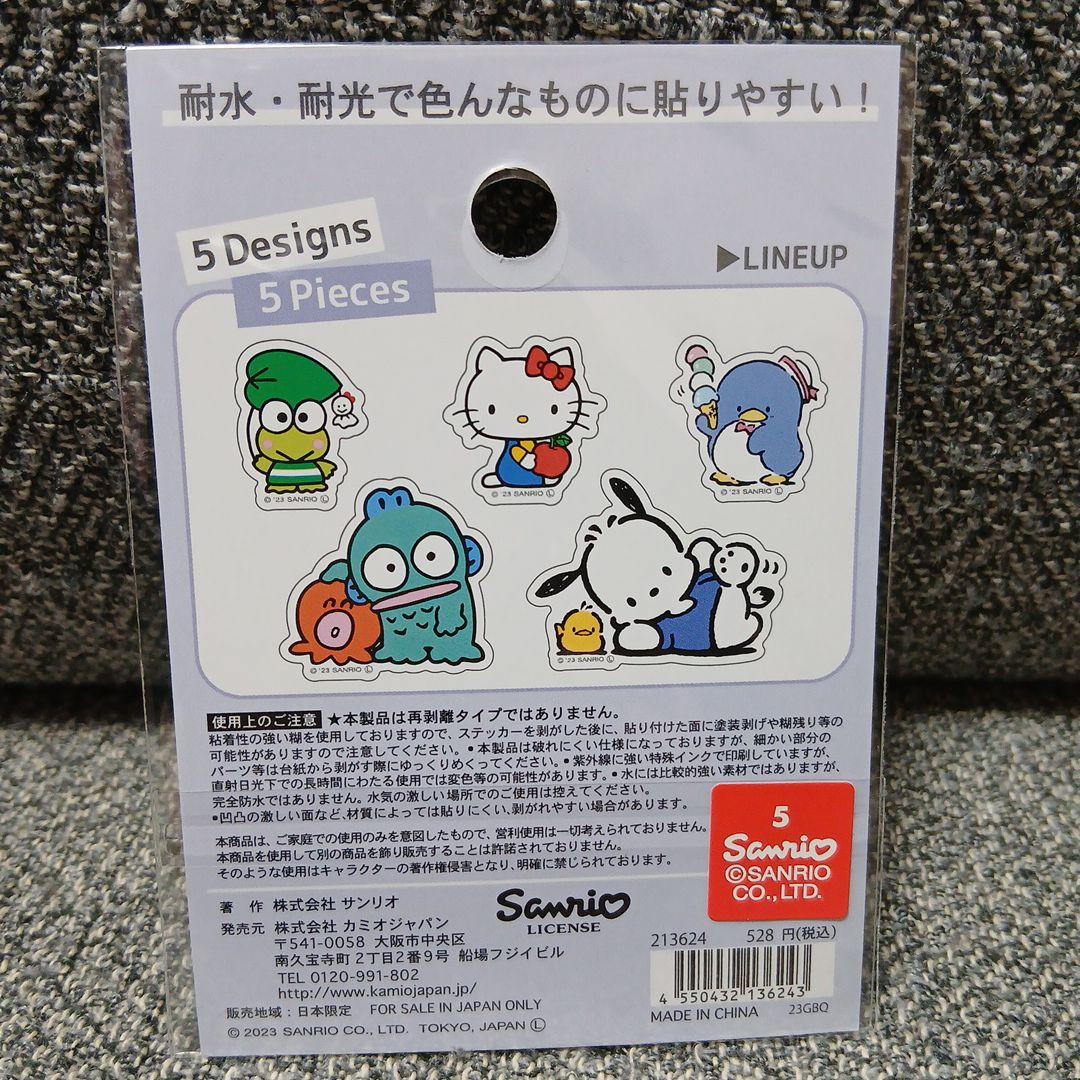 耐水・耐光で色んなものに貼りやすい！
5 Designs
5 Pieces
▶LINEUP
© '23 SANRIO Ⓛ
© '23 SANRIO Ⓛ
© '23 SANRIO Ⓛ
© '23 SANRIO Ⓛ
© '23 SANRIO Ⓛ
使用上のご注意 ★本製品は再剥離タイプではありません。
粘着性の強い糊を使用しておりますので、ステッカーを剥がした後に、貼り付けた面に塗装剥げや糊残り等の
可能性がありますので注意してください。•本製品は破れにくい仕様になっておりますが、細かい部分の
パーツ等は台紙から剥がす際にゆっくりめくってください。•紫外線に強い特殊インクで印刷していますが、
直射日光下での長時間にわたる使用では変色等の可能性があります。•水には比較的強い素材ではありますが、
完全防水ではありません。水気の激しい場所でのご使用は控えてください。
•凹凸の激しい面など、材質によっては貼りにくい、剥がれやすい場合があります。
本商品は、ご家庭での使用のみを意図したもので、営利使用は一切考えられておりません。
本商品を使用して別の商品を飾り販売することは許諾されておりません。
そのような使用はキャラクターの著作権侵害となり、明確に禁じられております。
5
Sanrio
©SANRIO
CO., LTD.
著 作 株式会社 サンリオ
発売元 株式会社 カミオジャパン
〒541-0058 大阪市中央区
南久宝寺町2丁目2番9号 船場フジイビル
TEL 0120-991-802
http://www.kamiojapan.jp/
販売地域：日本限定 FOR SALE IN JAPAN ONLY
© 2023 SANRIO CO., LTD. TOKYO, JAPAN Ⓛ
Sanrio
LICENSE
213624 528 円(税込)
4 550432 136243
MADE IN CHINA 23GBQ